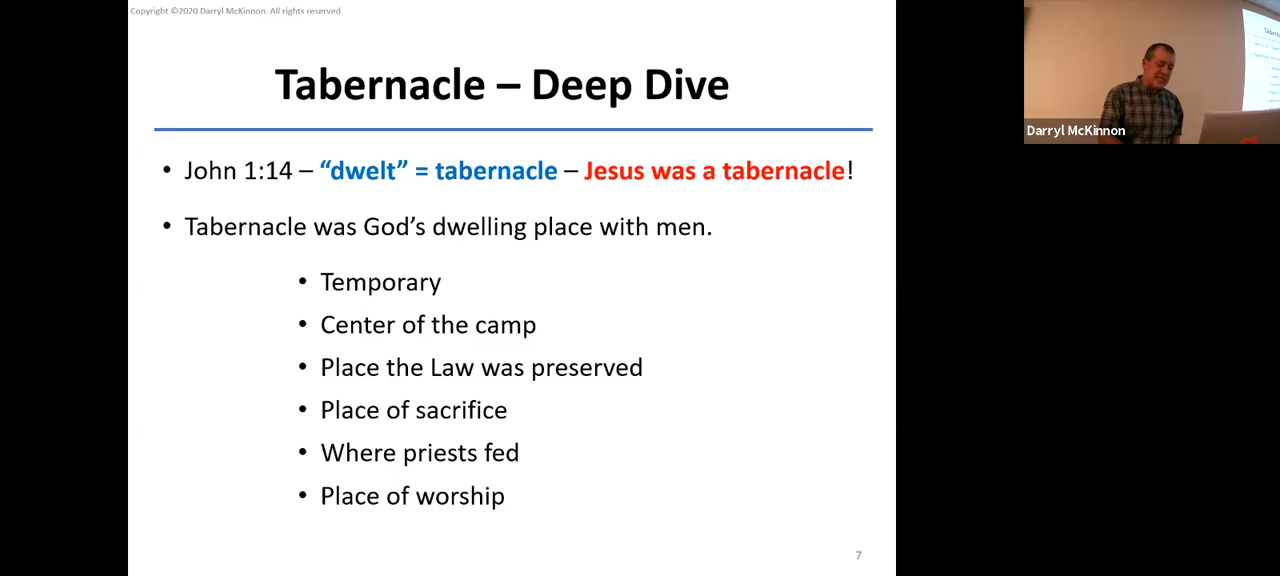 Copyright ©2020 Darryl McKinnon. All rights reserved
Tabernacle – Deep Dive
• John 1:14 – “dwelt” = tabernacle – Jesus was a tabernacle!
• Tabernacle was God’s dwelling place with men.
• Temporary
• Center of the camp
• Place the Law was preserved
• Place of sacrifice
• Where priests fed
• Place of worship
7
Darryl McKinnon